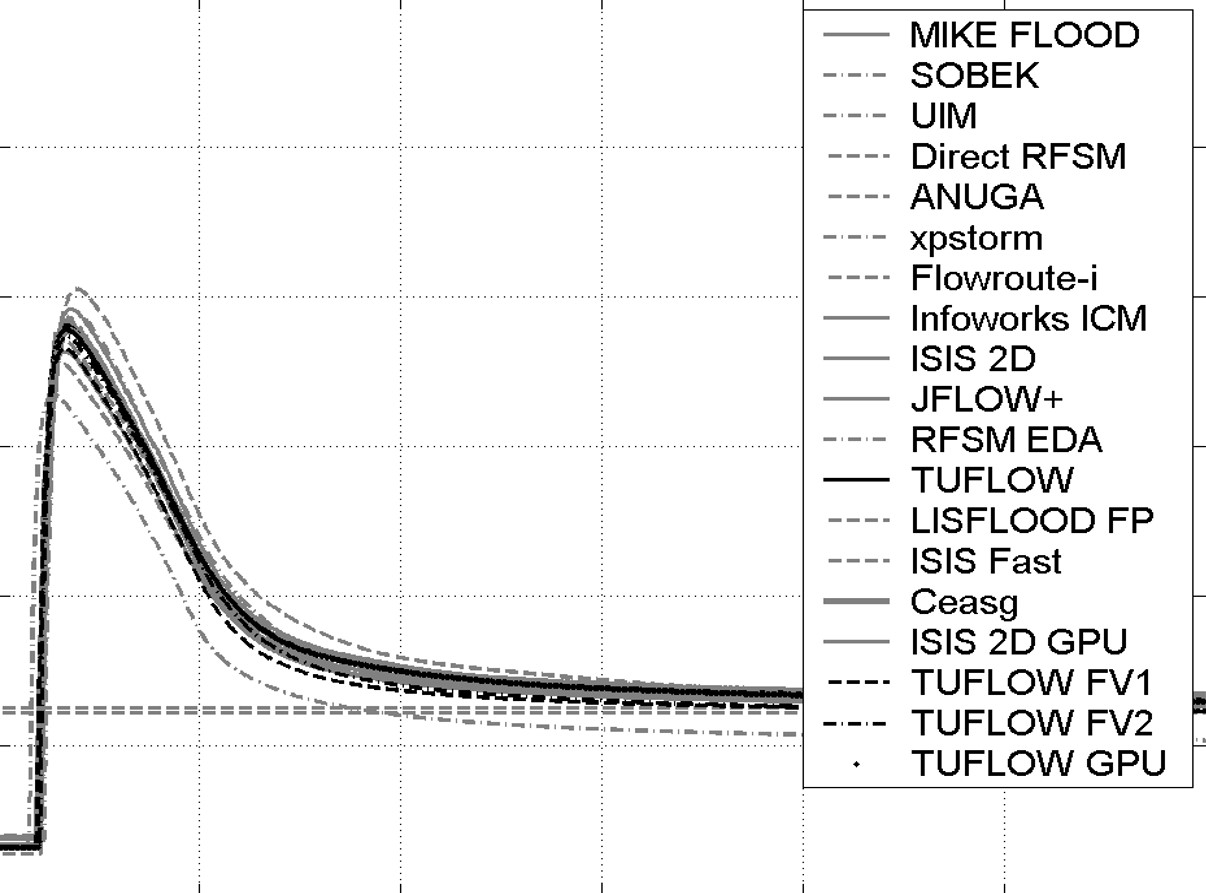 MIKE FLOOD
SOBEK
UIM
Direct RFSM
ANUGA
xpstorm
Flowroute-i
Infoworks ICM
ISIS 2D
JFLOW+
RFSM EDA
TUFLOW
LISFLOOD FP
ISIS Fast
Ceasg
ISIS 2D GPU
TUFLOW FV1
TUFLOW FV2
TUFLOW GPU